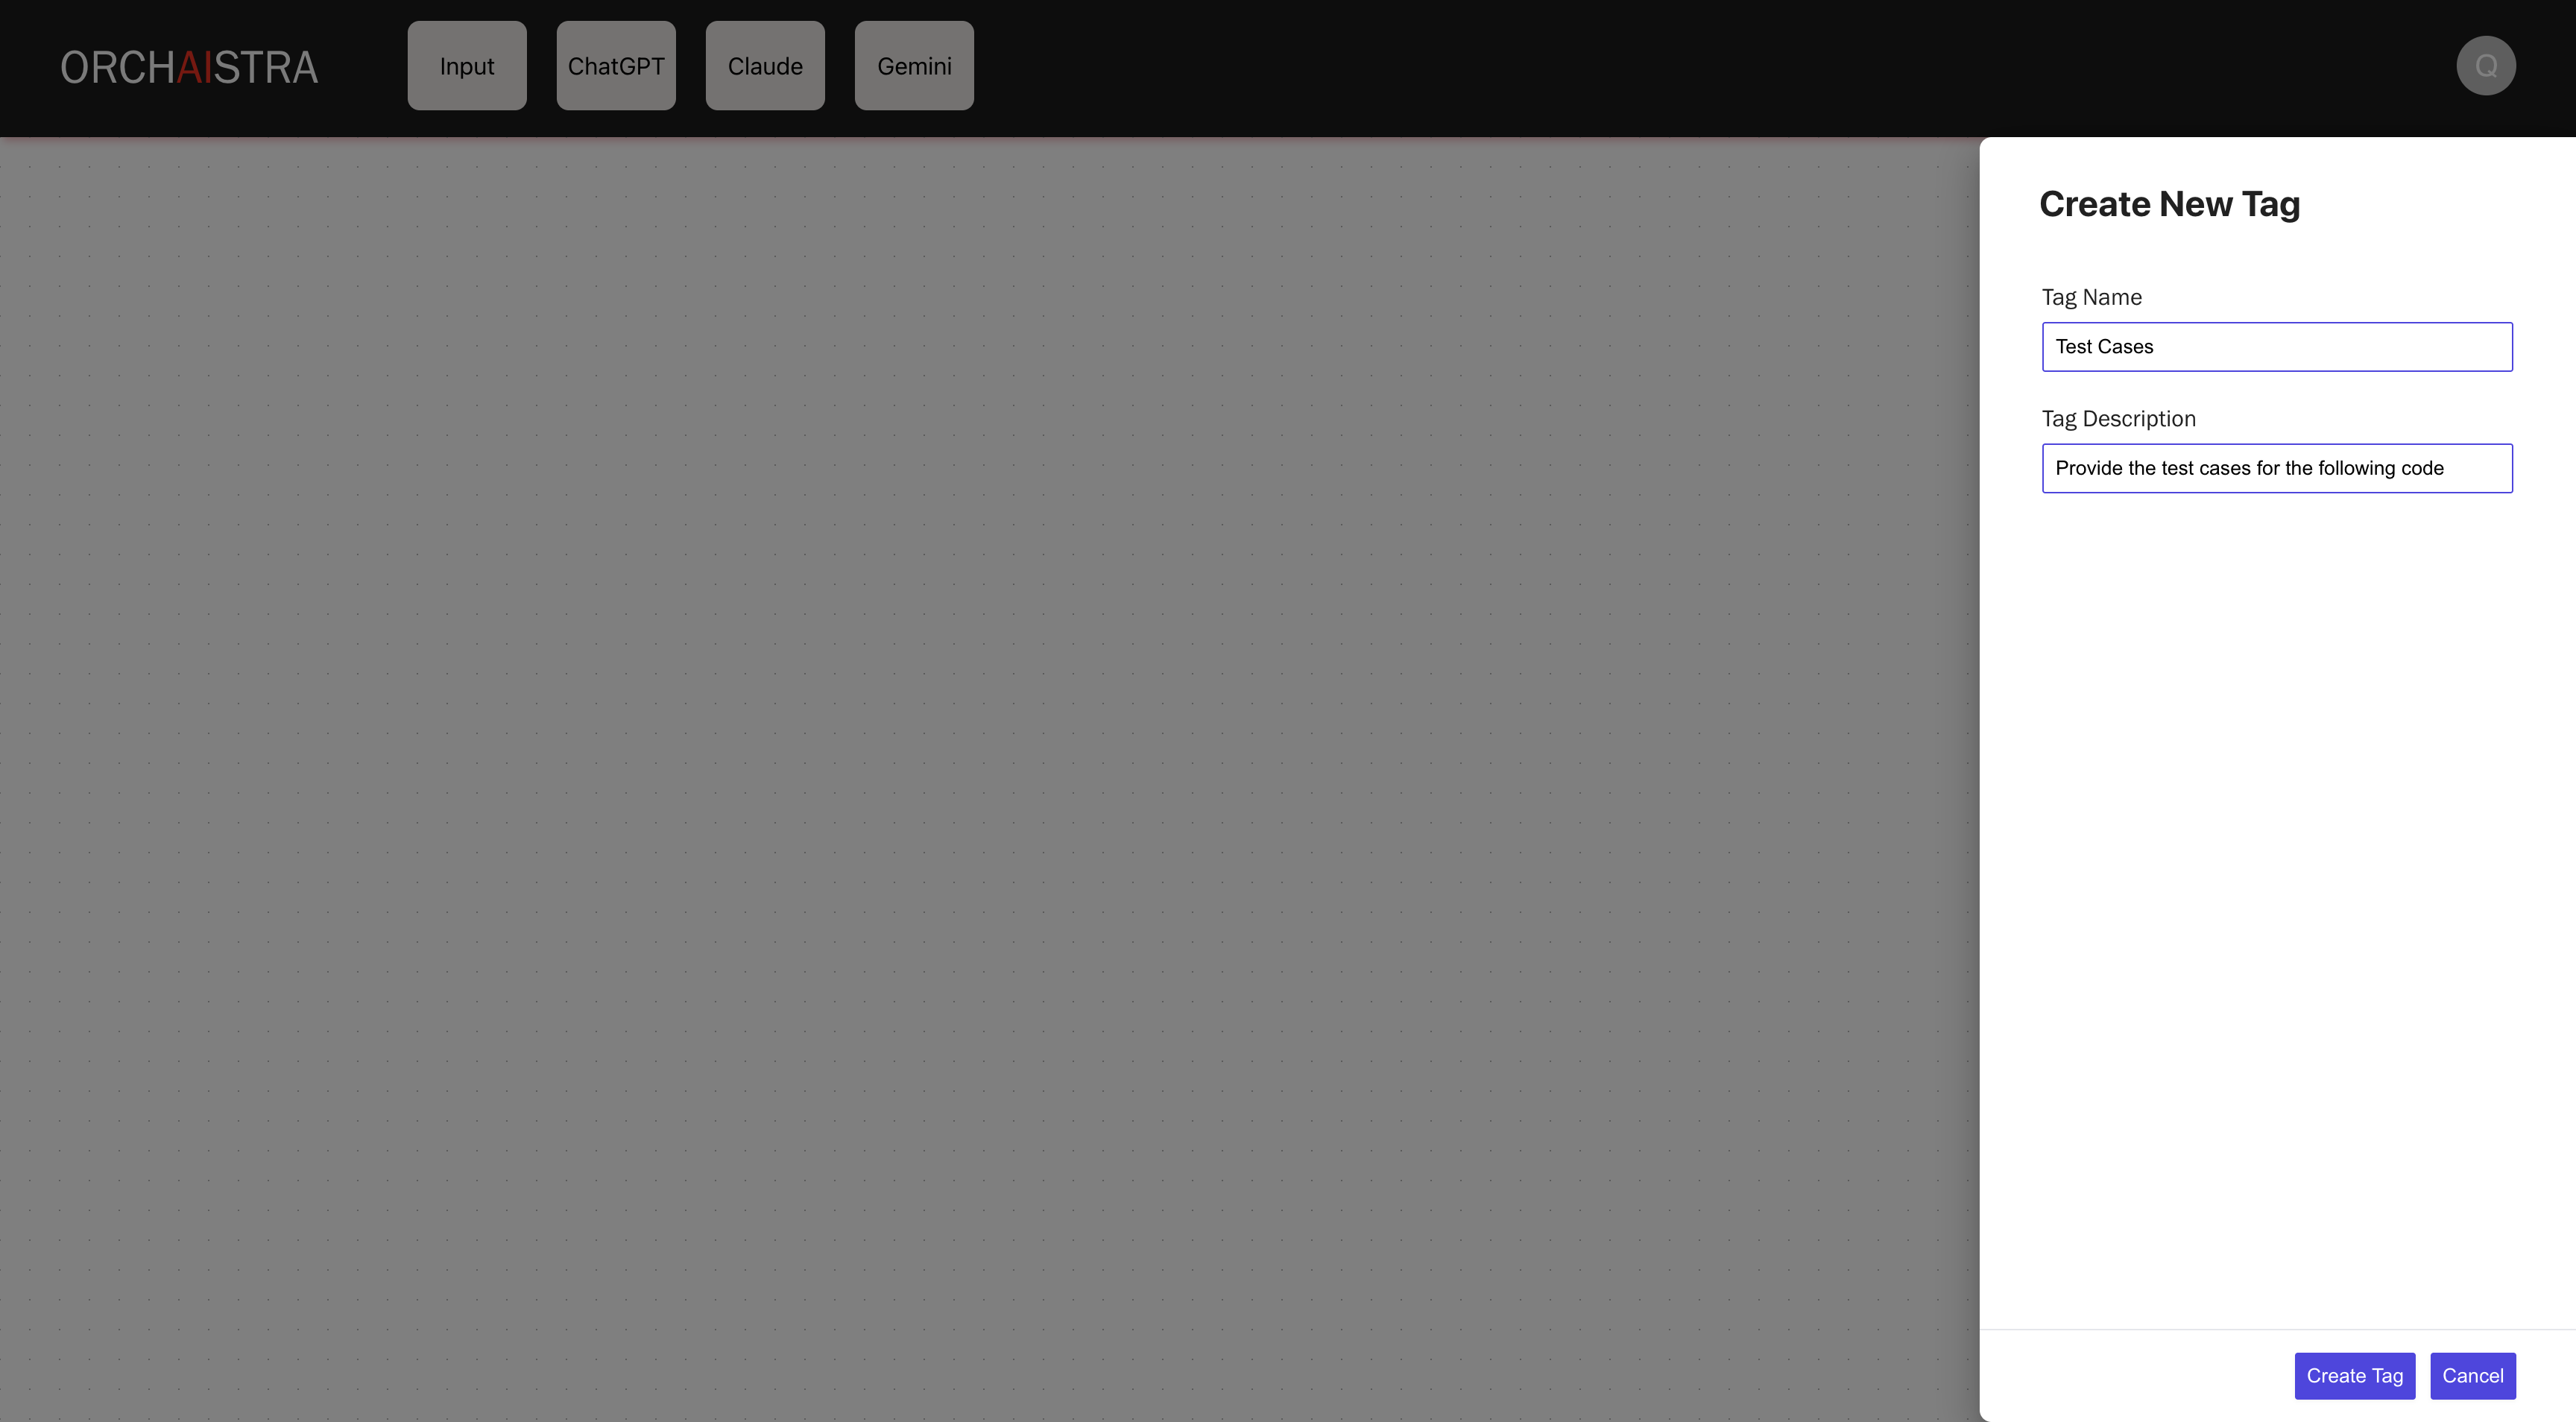 ORCHAISTRA
Input
ChatGPT
Claude
Gemini
Q
Create New Tag
Tag Name
Test Cases
Tag Description
Provide the test cases for the following code
Create Tag
Cancel